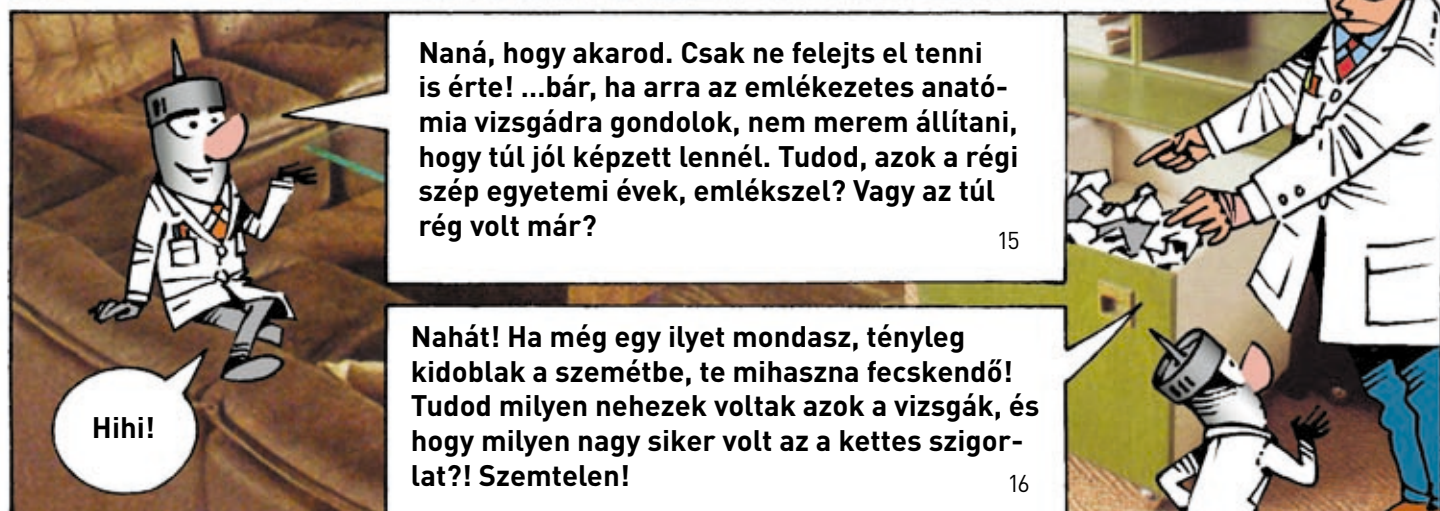 Naná, hogy akarod. Csak ne felejts el tenni
is érte! ...bár, ha arra az emlékezetes anató-
mia vizsgádra gondolok, nem merem állítani,
hogy túl jól képzett lennél. Tudod, azok a régi
szép egyetemi évek, emlékszel? Vagy az túl
rég volt már?
15
Hihi!
Nahát! Ha még egy ilyet mondasz, tényleg
kidoblak a szemétbe, te mihaszna fecskendő!
Tudod milyen nehezek voltak azok a vizsgák, és
hogy milyen nagy siker volt az a kettes szigor-
lat?! Szemtelen!
16